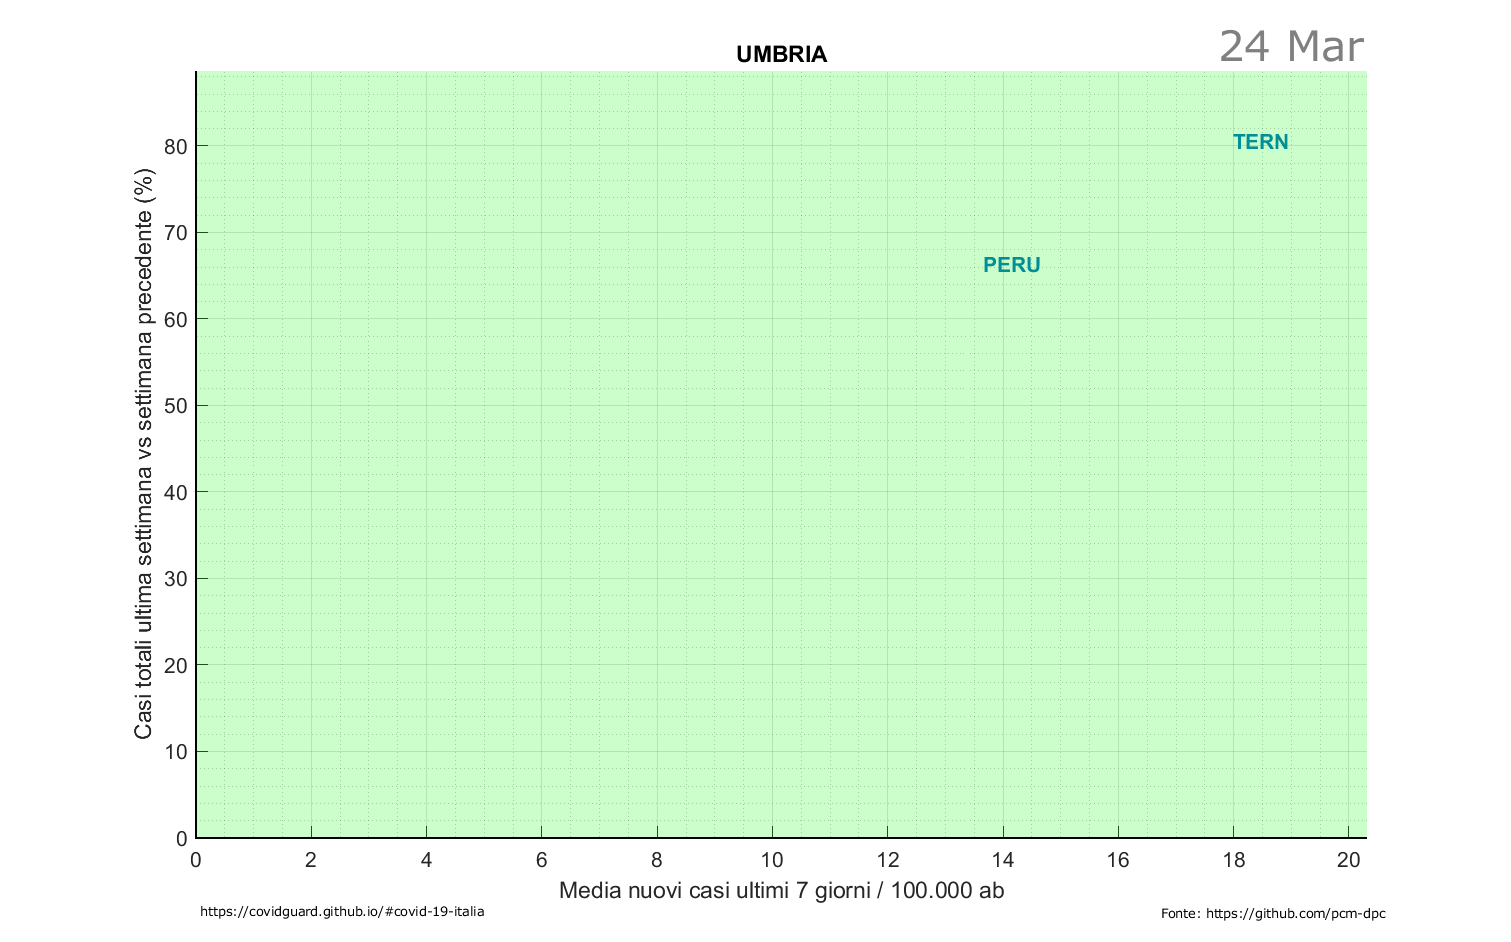 24 Mar
UMBRIA
TERN
PERU
Casi totali ultima settimana vs settimana precedente (%)
80
70
60
50
40
30
20
10
0
0 2 4 6 8 10 12 14 16 18 20
Media nuovi casi ultimi 7 giorni / 100.000 ab
https://covidguard.github.io/#covid-19-italia
Fonte: https://github.com/pcm-dpc